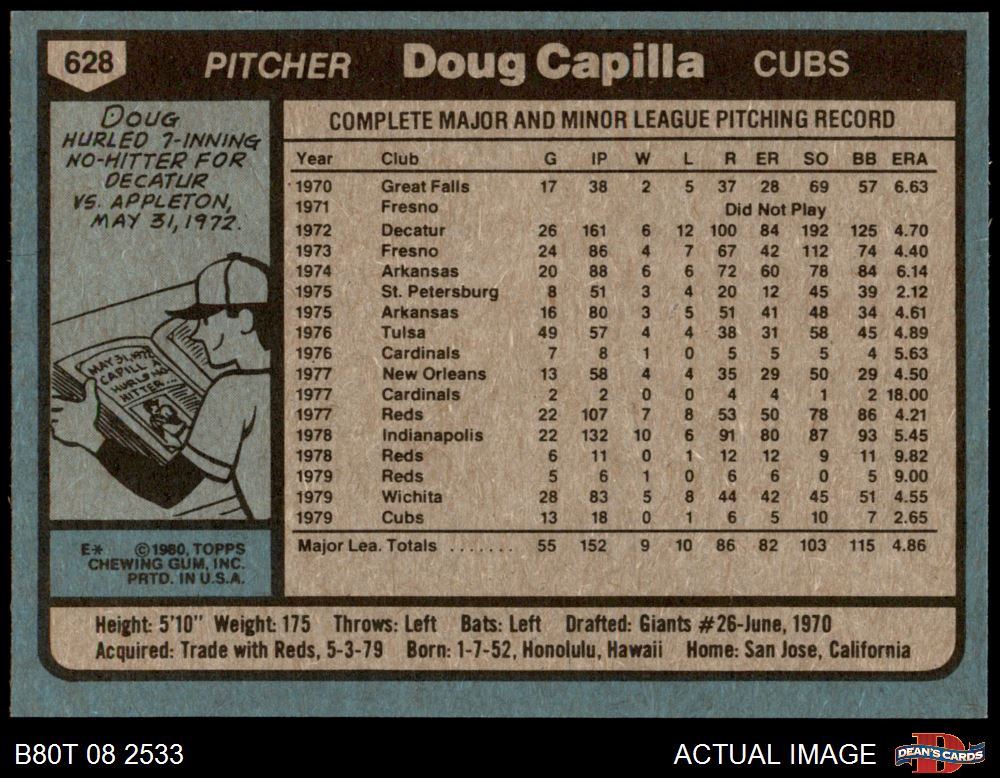 628 PITCHER Doug Capilla CUBS
DOUG
HURLED 7-INNING
NO-HITTER FOR
DECATUR
VS. APPLETON,
MAY 31, 1972.
MAY 31, 1972
CAPILLA
HURLS NO-
HITTER...
E* ©1980, TOPPS
CHEWING GUM, INC.
PRTD. IN U.S.A.
COMPLETE MAJOR AND MINOR LEAGUE PITCHING RECORD
Year Club G IP W L R ER SO BB ERA
1970 Great Falls 17 38 2 5 37 28 69 57 6.63
1971 Fresno Did Not Play
1972 Decatur 26 161 6 12 100 84 192 125 4.70
1973 Fresno 24 86 4 7 67 42 112 74 4.40
1974 Arkansas 20 88 6 6 72 60 78 84 6.14
1975 St. Petersburg 8 51 3 4 20 12 45 39 2.12
1975 Arkansas 16 80 3 5 51 41 48 34 4.61
1976 Tulsa 49 57 4 4 38 31 58 45 4.89
1976 Cardinals 7 8 1 0 5 5 5 4 5.63
1977 New Orleans 13 58 4 4 35 29 50 29 4.50
1977 Cardinals 2 2 0 0 4 4 1 2 18.00
1977 Reds 22 107 7 8 53 50 78 86 4.21
1978 Indianapolis 22 132 10 6 91 80 87 93 5.45
1978 Reds 6 11 0 1 12 12 9 11 9.82
1979 Reds 5 6 1 0 6 6 0 5 9.00
1979 Wichita 28 83 5 8 44 42 45 51 4.55
1979 Cubs 13 18 0 1 6 5 10 7 2.65
Major Lea. Totals ....... 55 152 9 10 86 82 103 115 4.86
Height: 5'10" Weight: 175 Throws: Left Bats: Left Drafted: Giants #26-June, 1970
Acquired: Trade with Reds, 5-3-79 Born: 1-7-52, Honolulu, Hawaii Home: San Jose, California
B80T 08 2533 ACTUAL IMAGE DEAN'S CARDS